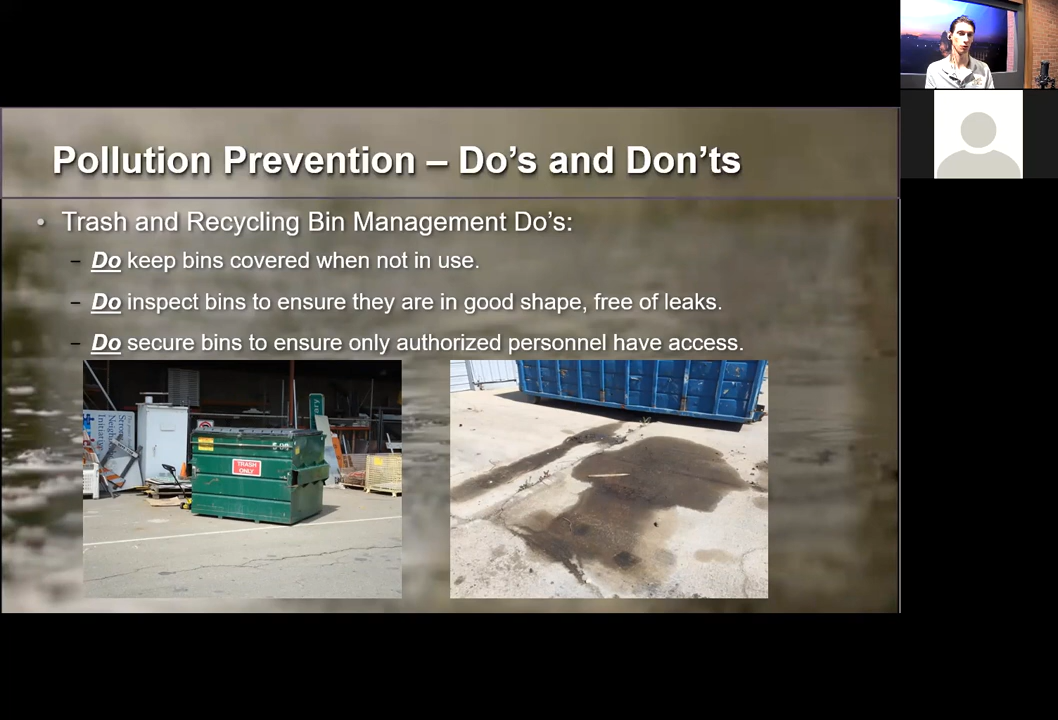 Pollution Prevention – Do's and Don'ts
• Trash and Recycling Bin Management Do's:
– Do keep bins covered when not in use.
– Do inspect bins to ensure they are in good shape, free of leaks.
– Do secure bins to ensure only authorized personnel have access.
TRASH
ONLY